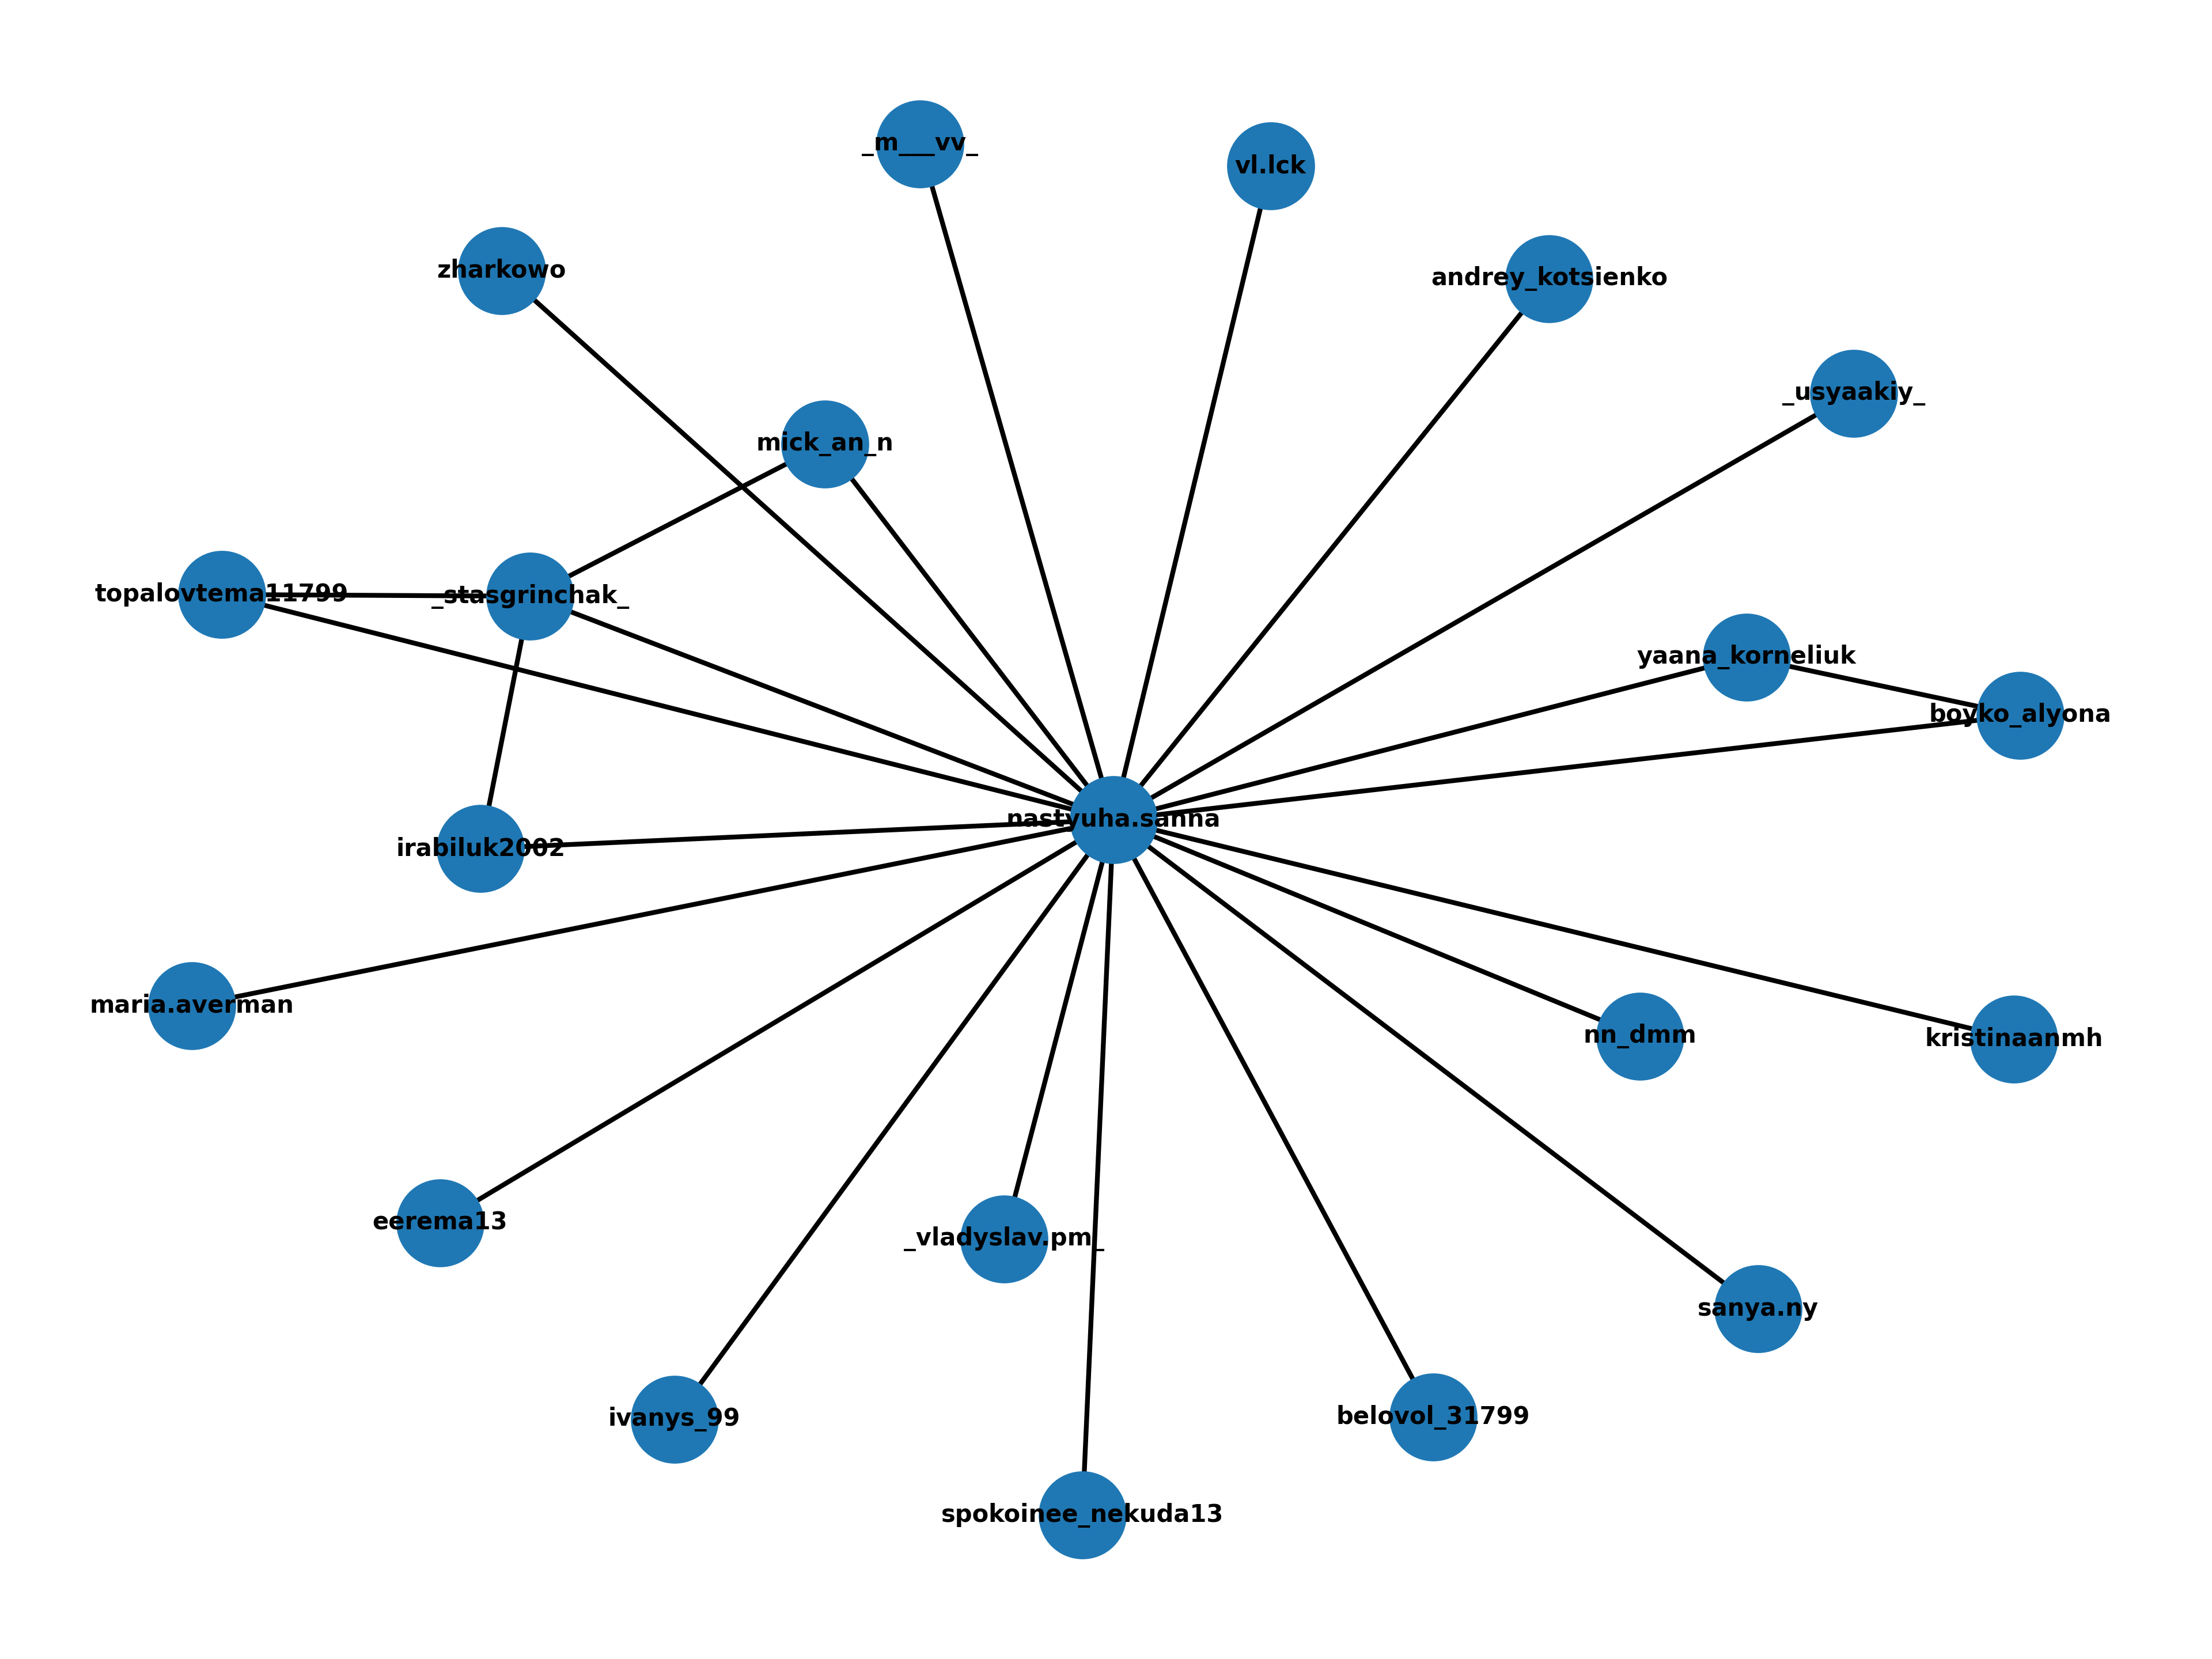 _m___vv_
vl.lck
zharkowo
andrey_kotsienko
_usyaakiy_
mick_an_n
topalovtema11799
_stasgrinchak_
yaana_korneliuk
boyko_alyona
nastyuha.sanna
irabiluk2002
maria.averman
nn_dmm
kristinaanmh
eerema13
_vladyslav.pm_
sanya.ny
ivanys_99
belovol_31799
spokoinee_nekuda13